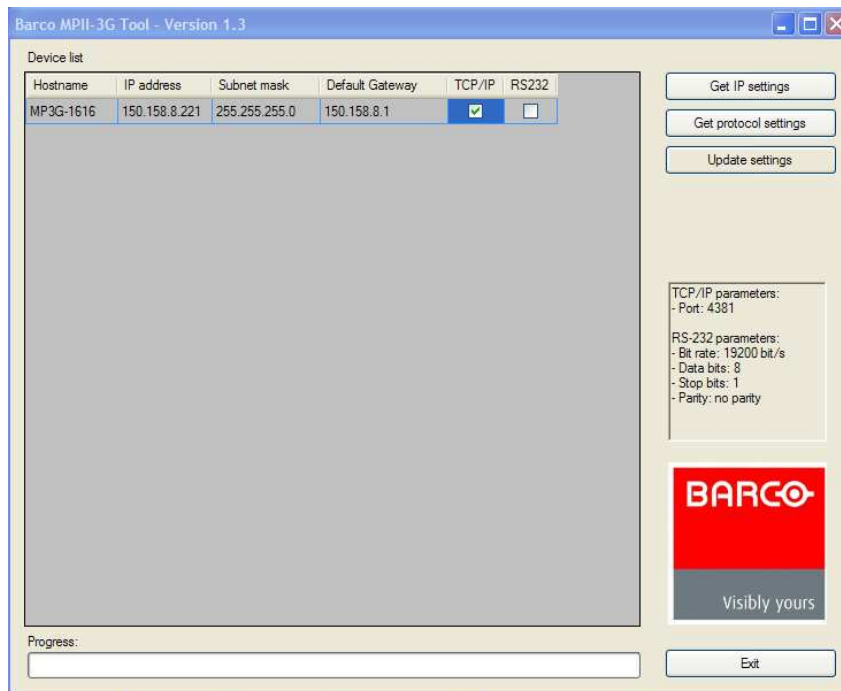 Barco MPII-3G Tool - Version 1.3
Device list
Hostname IP address Subnet mask Default Gateway TCP/IP RS232
MP3G-1616 150.158.8.221 255.255.255.0 150.158.8.1
Get IP settings
Get protocol settings
Update settings
TCP/IP parameters:
- Port: 4381
RS-232 parameters:
- Bit rate: 19200 bit/s
- Data bits: 8
- Stop bits: 1
- Parity: no parity
BARCO
Visibly yours
Progress:
Exit